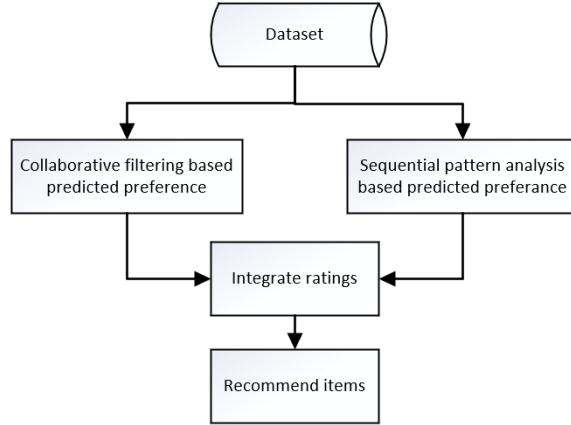 Dataset
Collaborative filtering based
predicted preference
Sequential pattern analysis
based predicted preferance
Integrate ratings
Recommend items